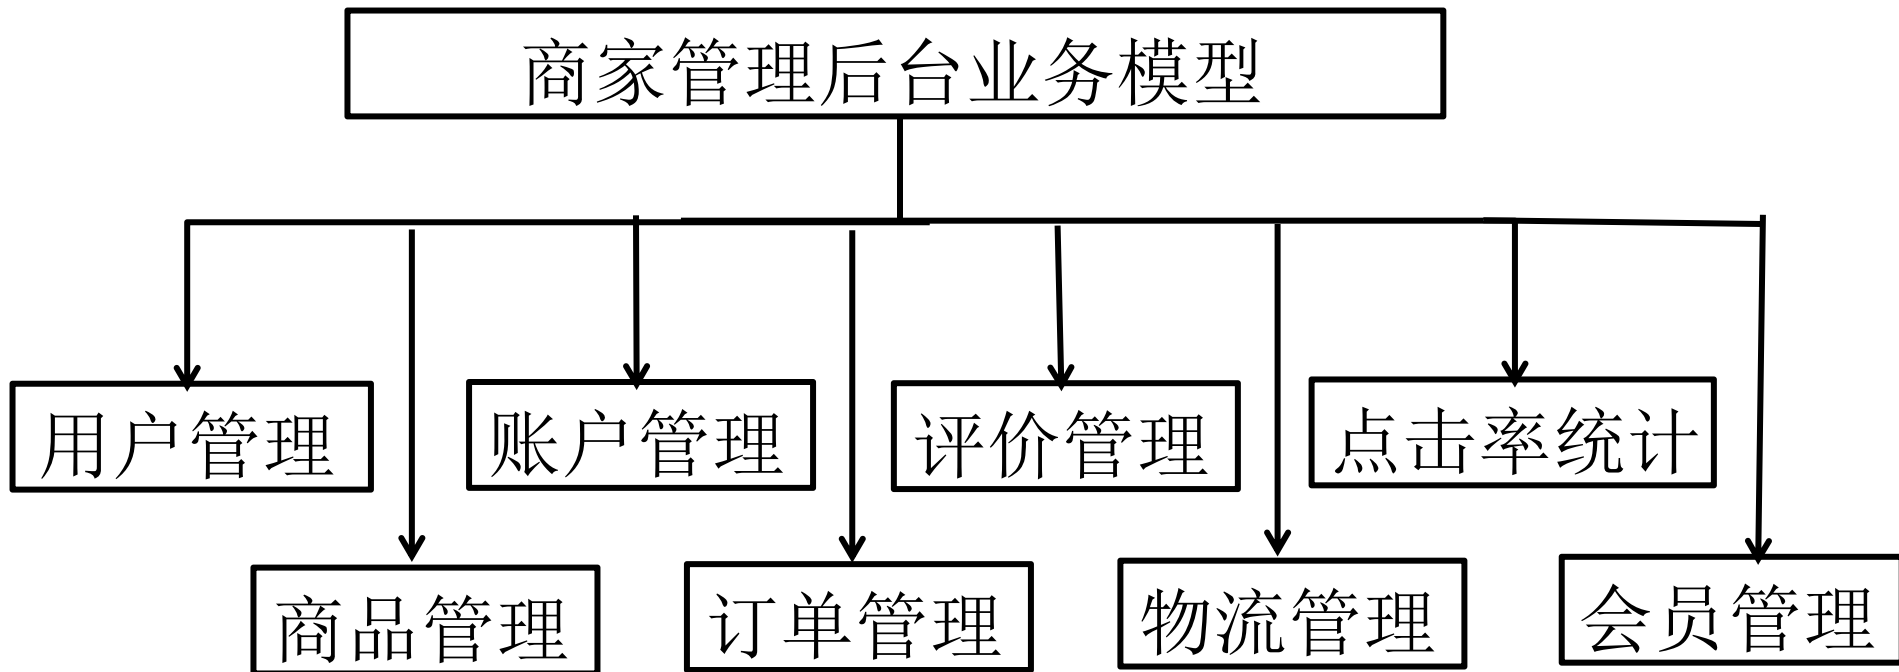 商家管理后台业务模型
用户管理
账户管理
评价管理
点击率统计
商品管理
订单管理
物流管理
会员管理